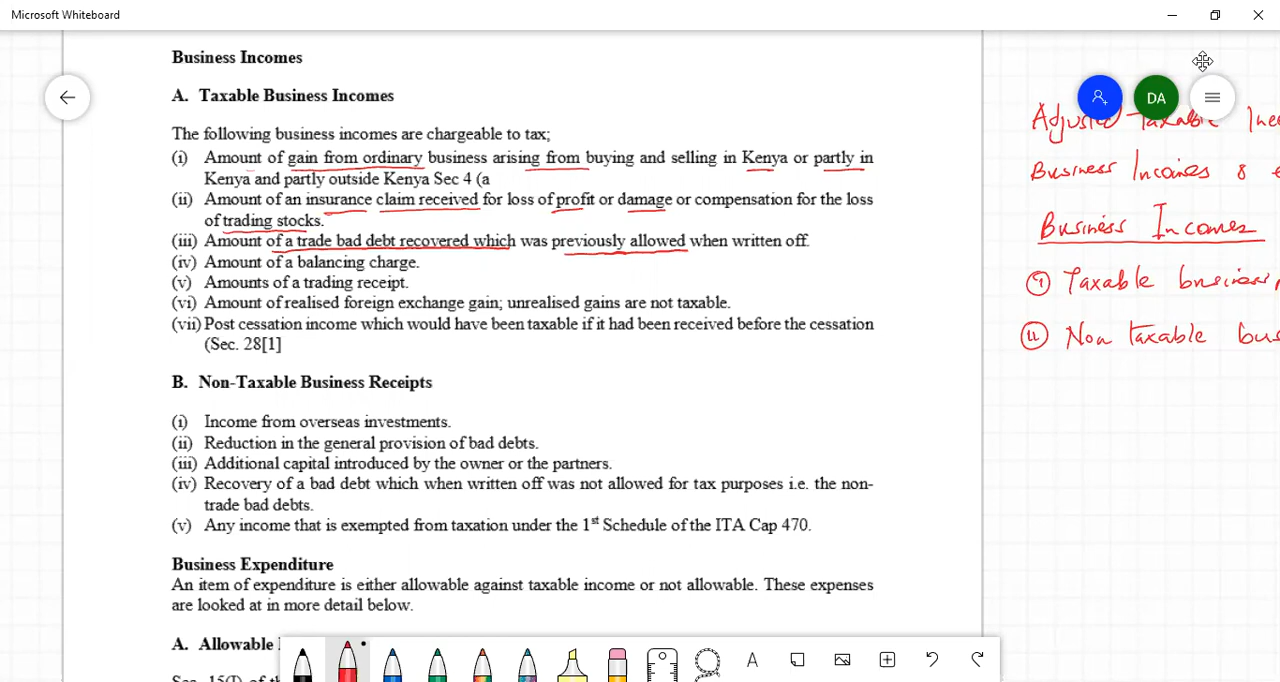 Microsoft Whiteboard
Business Incomes
A. Taxable Business Incomes
The following business incomes are chargeable to tax;
(i) Amount of gain from ordinary business arising from buying and selling in Kenya or partly in
Kenya and partly outside Kenya Sec 4 (a
(ii) Amount of an insurance claim received for loss of profit or damage or compensation for the loss
of trading stocks.
(iii) Amount of a trade bad debt recovered which was previously allowed when written off.
(iv) Amount of a balancing charge.
(v) Amounts of a trading receipt.
(vi) Amount of realised foreign exchange gain; unrealised gains are not taxable.
(vii) Post cessation income which would have been taxable if it had been received before the cessation
(Sec. 28[1]
B. Non-Taxable Business Receipts
(i) Income from overseas investments.
(ii) Reduction in the general provision of bad debts.
(iii) Additional capital introduced by the owner or the partners.
(iv) Recovery of a bad debt which when written off was not allowed for tax purposes i.e. the non-
trade bad debts.
(v) Any income that is exempted from taxation under the 1st Schedule of the ITA Cap 470.
Business Expenditure
An item of expenditure is either allowable against taxable income or not allowable. These expenses
are looked at in more detail below.
A. Allowable
DA
Adjusted Taxable Inc
Business Incomes &
Business Incomes
(i) Taxable business
(ii) Non taxable bus
A